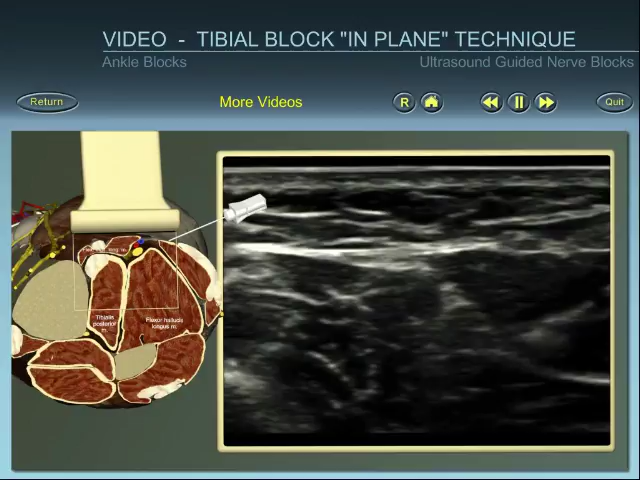 VIDEO - TIBIAL BLOCK "IN PLANE" TECHNIQUE
Ankle Blocks
Ultrasound Guided Nerve Blocks
Return
More Videos
R
Quit
Tibialis
posterior
m.
Flexor hallucis
longus m.